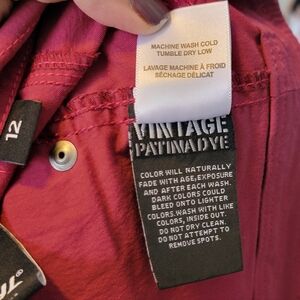 MACHINE WASH COLD
TUMBLE DRY LOW
LAVAGE MACHINE À FROID
SÉCHAGE DÉLICAT
VINTAGE
PATINADYE
COLOR WILL NATURALLY
FADE WITH AGE,EXPOSURE
AND AFTER EACH WASH.
DARK COLORS COULD
BLEED ONTO LIGHTER
COLORS.WASH WITH LIKE
COLORS, INSIDE OUT.
DO NOT DRY CLEAN.
DO NOT ATTEMPT TO
REMOVE SPOTS.
12